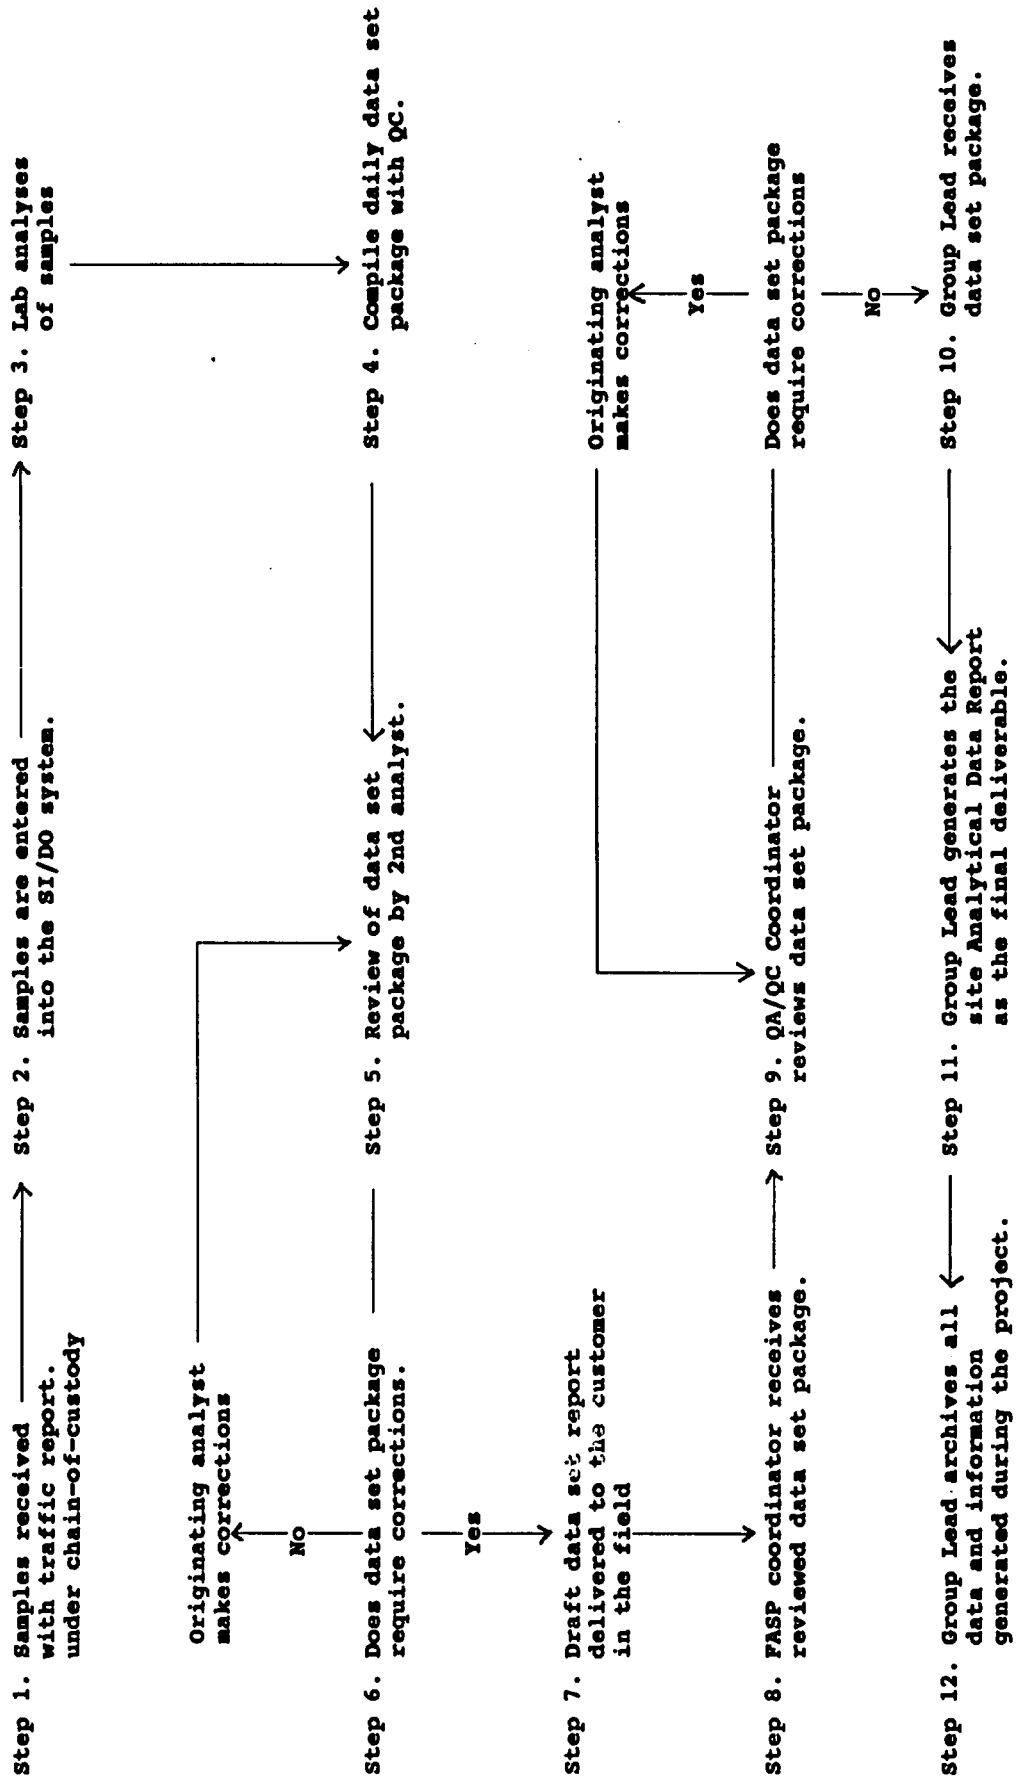 Step 1. Samples received
with traffic report.
under chain-of-custody
Step 2. Samples are entered
into the SI/DO system.
Step 3. Lab analyses
of samples
Originating analyst
makes corrections
No
Step 6. Does data set package
require corrections.
Yes
Step 5. Review of data set
package by 2nd analyst.
Step 4. Compile daily data set
package with QC.
Step 7. Draft data set report
delivered to the customer
in the field
Originating analyst
makes corrections
Yes
Step 8. FASP coordinator receives
reviewed data set package.
Step 9. QA/QC Coordinator
reviews data set package.
Does data set package
require corrections
No
Step 12. Group Lead archives all
data and information
generated during the project.
Step 11. Group Lead generates the
site Analytical Data Report
as the final deliverable.
Step 10. Group Lead receives
data set package.